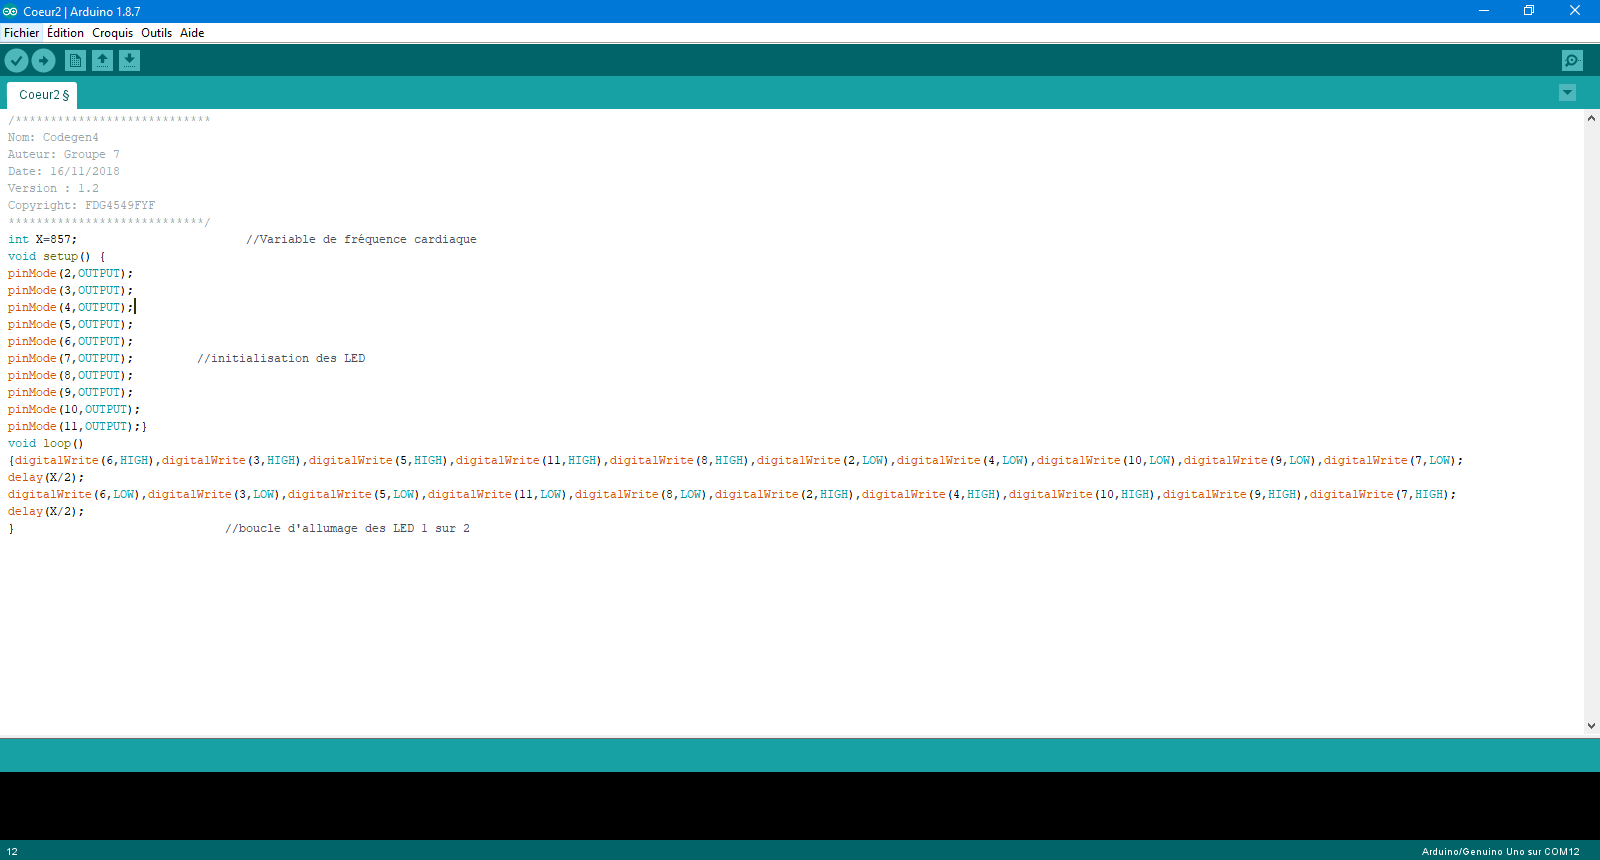 Coeur2 | Arduino 1.8.7
Fichier Édition Croquis Outils Aide
Coeur2 §
/****************************
Nom: Codegen4
Auteur: Groupe 7
Date: 16/11/2018
Version : 1.2
Copyright: FDG4549FYF
****************************/
int X=857; //Variable de fréquence cardiaque
void setup() {
pinMode(2,OUTPUT);
pinMode(3,OUTPUT);
pinMode(4,OUTPUT);
pinMode(5,OUTPUT);
pinMode(6,OUTPUT);
pinMode(7,OUTPUT); //initialisation des LED
pinMode(8,OUTPUT);
pinMode(9,OUTPUT);
pinMode(10,OUTPUT);
pinMode(11,OUTPUT);}
void loop()
{digitalWrite(6,HIGH),digitalWrite(3,HIGH),digitalWrite(5,HIGH),digitalWrite(11,HIGH),digitalWrite(8,HIGH),digitalWrite(2,LOW),digitalWrite(4,LOW),digitalWrite(10,LOW),digitalWrite(9,LOW),digitalWrite(7,LOW);
delay(X/2);
digitalWrite(6,LOW),digitalWrite(3,LOW),digitalWrite(5,LOW),digitalWrite(11,LOW),digitalWrite(8,LOW),digitalWrite(2,HIGH),digitalWrite(4,HIGH),digitalWrite(10,HIGH),digitalWrite(9,HIGH),digitalWrite(7,HIGH);
delay(X/2);
} //boucle d'allumage des LED 1 sur 2
12 Arduino/Genuino Uno sur COM12